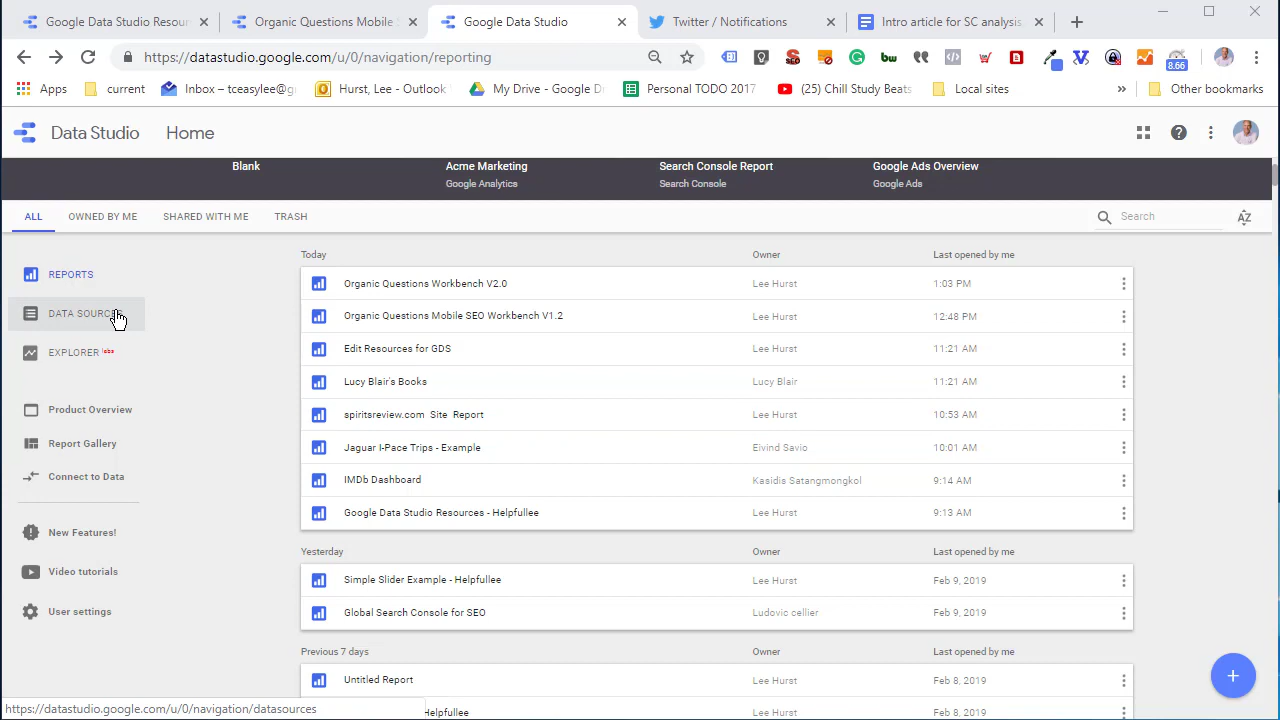 Google Data Studio Resour
Organic Questions Mobile S
Google Data Studio
Twitter / Notifications
Intro article for SC analysis
https://datastudio.google.com/u/0/navigation/reporting
8.66
Apps
current
Inbox – tceasylee@g
Hurst, Lee - Outlook
My Drive - Google D
Personal TODO 2017
(25) Chill Study Beats
Local sites
»
Other bookmarks
Data Studio
Home
Blank
Acme Marketing
Google Analytics
Search Console Report
Search Console
Google Ads Overview
Google Ads
ALL
OWNED BY ME
SHARED WITH ME
TRASH
Search
AZ
REPORTS
DATA SOURC
EXPLORER
Product Overview
Report Gallery
Connect to Data
New Features!
Video tutorials
User settings
Today Owner Last opened by me
Organic Questions Workbench V2.0 Lee Hurst 1:03 PM
Organic Questions Mobile SEO Workbench V1.2 Lee Hurst 12:48 PM
Edit Resources for GDS Lee Hurst 11:21 AM
Lucy Blair's Books Lucy Blair 11:21 AM
spiritsreview.com Site Report Lee Hurst 10:53 AM
Jaguar I-Pace Trips - Example Eivind Savio 10:01 AM
IMDb Dashboard Kasidis Satangmongkol 9:14 AM
Google Data Studio Resources - Helpfullee Lee Hurst 9:13 AM
Yesterday Owner Last opened by me
Simple Slider Example - Helpfullee Lee Hurst Feb 9, 2019
Global Search Console for SEO Ludovic cellier Feb 9, 2019
Previous 7 days Owner Last opened by me
Untitled Report Lee Hurst Feb 8, 2019
Helpfullee Lee Hurst Feb 8, 2019
https://datastudio.google.com/u/0/navigation/datasources